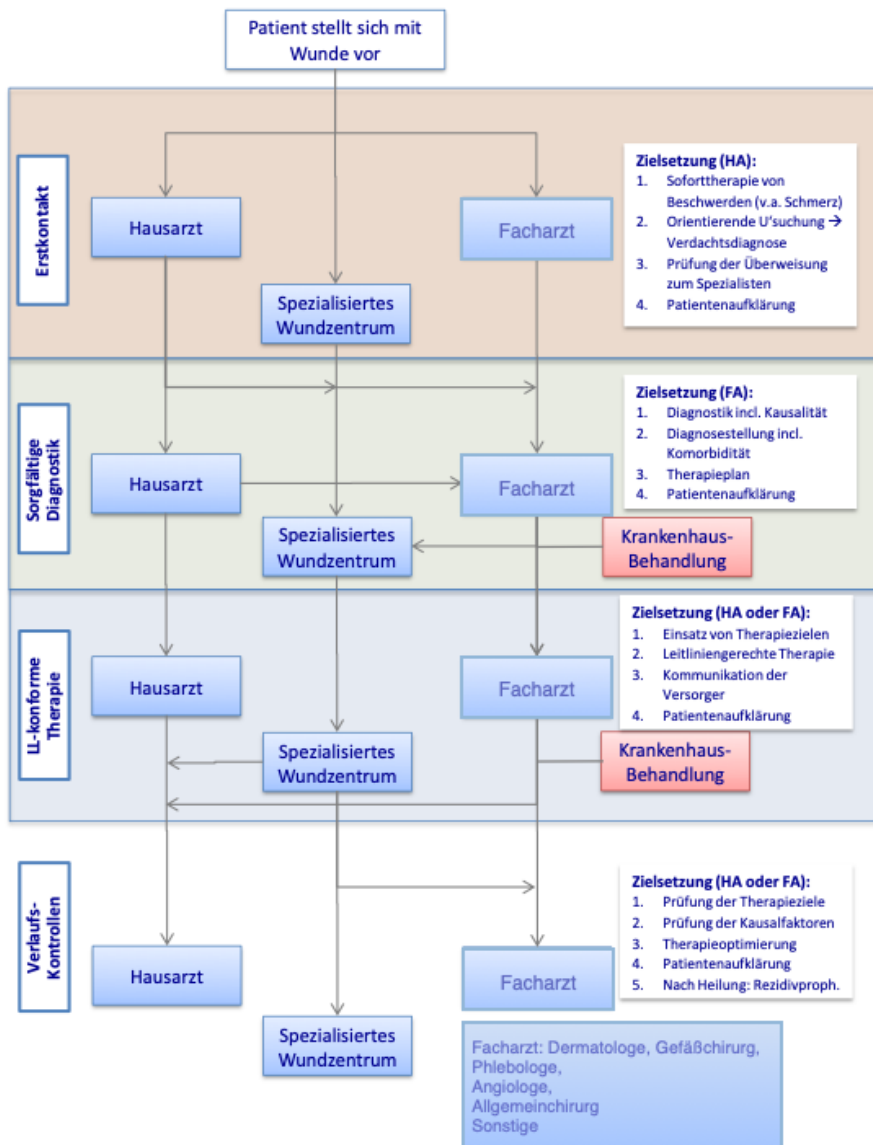 Patient stellt sich mit
Wunde vor
Erstkontakt
Hausarzt
Facharzt
Spezialisiertes
Wundzentrum
Zielsetzung (HA):
1. Soforttherapie von
Beschwerden (v.a. Schmerz)
2. Orientierende U'suchung →
Verdachtsdiagnose
3. Prüfung der Überweisung
zum Spezialisten
4. Patientenaufklärung
Sorgfältige
Diagnostik
Hausarzt
Facharzt
Spezialisiertes
Wundzentrum
Krankenhaus-
Behandlung
Zielsetzung (FA):
1. Diagnostik incl. Kausalität
2. Diagnosestellung incl.
Komorbidität
3. Therapieplan
4. Patientenaufklärung
LL-konforme
Therapie
Hausarzt
Facharzt
Spezialisiertes
Wundzentrum
Krankenhaus-
Behandlung
Zielsetzung (HA oder FA):
1. Einsatz von Therapiezielen
2. Leitliniengerechte Therapie
3. Kommunikation der
Versorger
4. Patientenaufklärung
Verlaufs-
Kontrollen
Hausarzt
Facharzt
Spezialisiertes
Wundzentrum
Zielsetzung (HA oder FA):
1. Prüfung der Therapieziele
2. Prüfung der Kausalfaktoren
3. Therapieoptimierung
4. Patientenaufklärung
5. Nach Heilung: Rezidivproph.
Facharzt: Dermatologe, Gefäßchirurg,
Phlebologe,
Angiologe,
Allgemeinchirurg
Sonstige